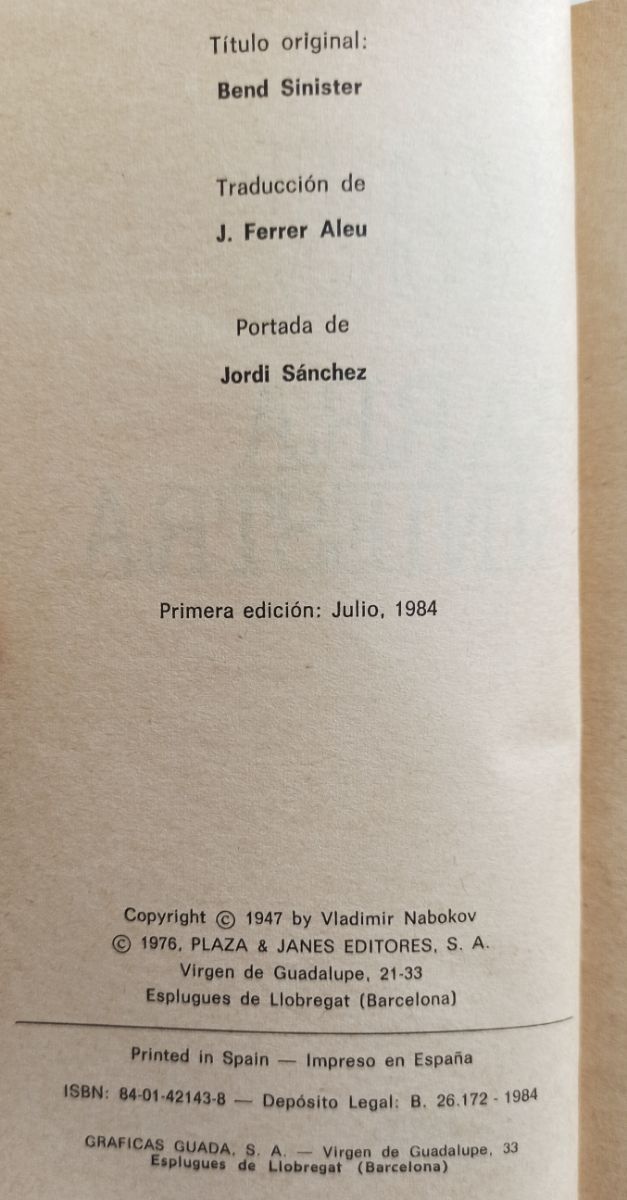 Título original:
Bend Sinister
Traducción de
J. Ferrer Aleu
Portada de
Jordi Sánchez
Primera edición: Julio, 1984
Copyright © 1947 by Vladimir Nabokov
© 1976, PLAZA & JANES EDITORES, S. A.
Virgen de Guadalupe, 21-33
Esplugues de Llobregat (Barcelona)
Printed in Spain — Impreso en España
ISBN: 84-01-42143-8 — Depósito Legal: B. 26.172 - 1984
GRAFICAS GUADA, S. A. — Virgen de Guadalupe, 33
Esplugues de Llobregat (Barcelona)